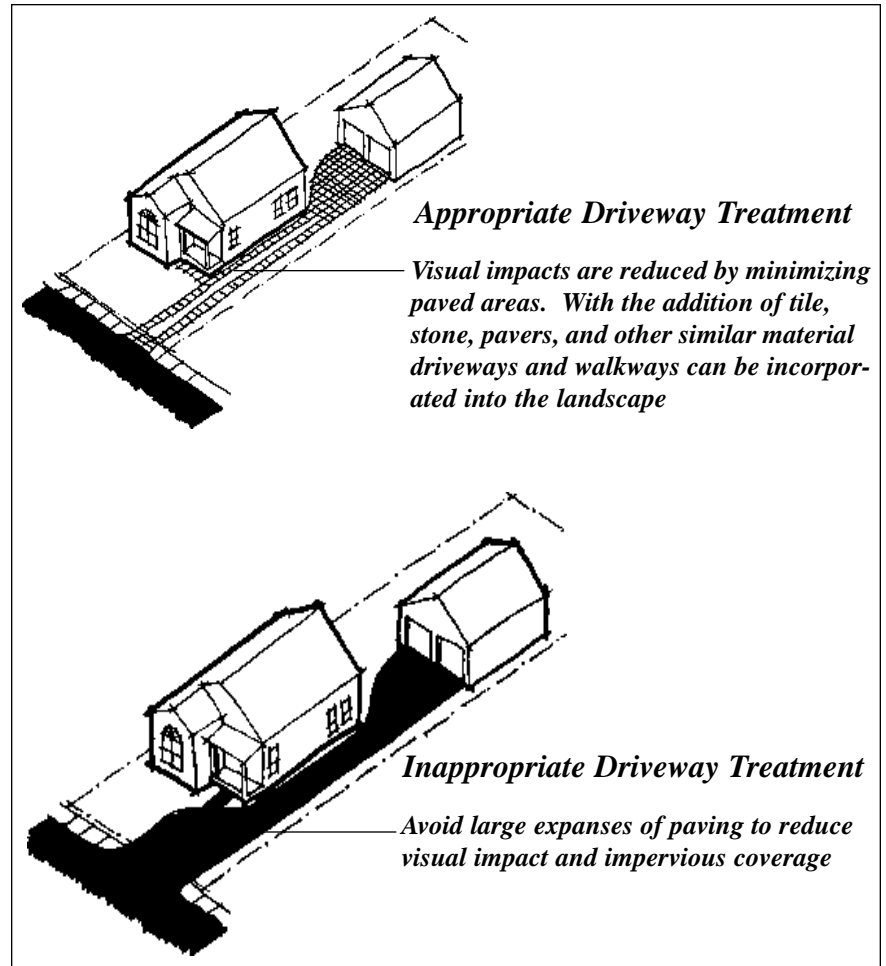 Appropriate Driveway Treatment
Visual impacts are reduced by minimizing
paved areas.  With the addition of tile,
stone, pavers, and other similar material
driveways and walkways can be incorpor-
ated into the landscape
Inappropriate Driveway Treatment
Avoid large expanses of paving to reduce
visual impact and impervious coverage